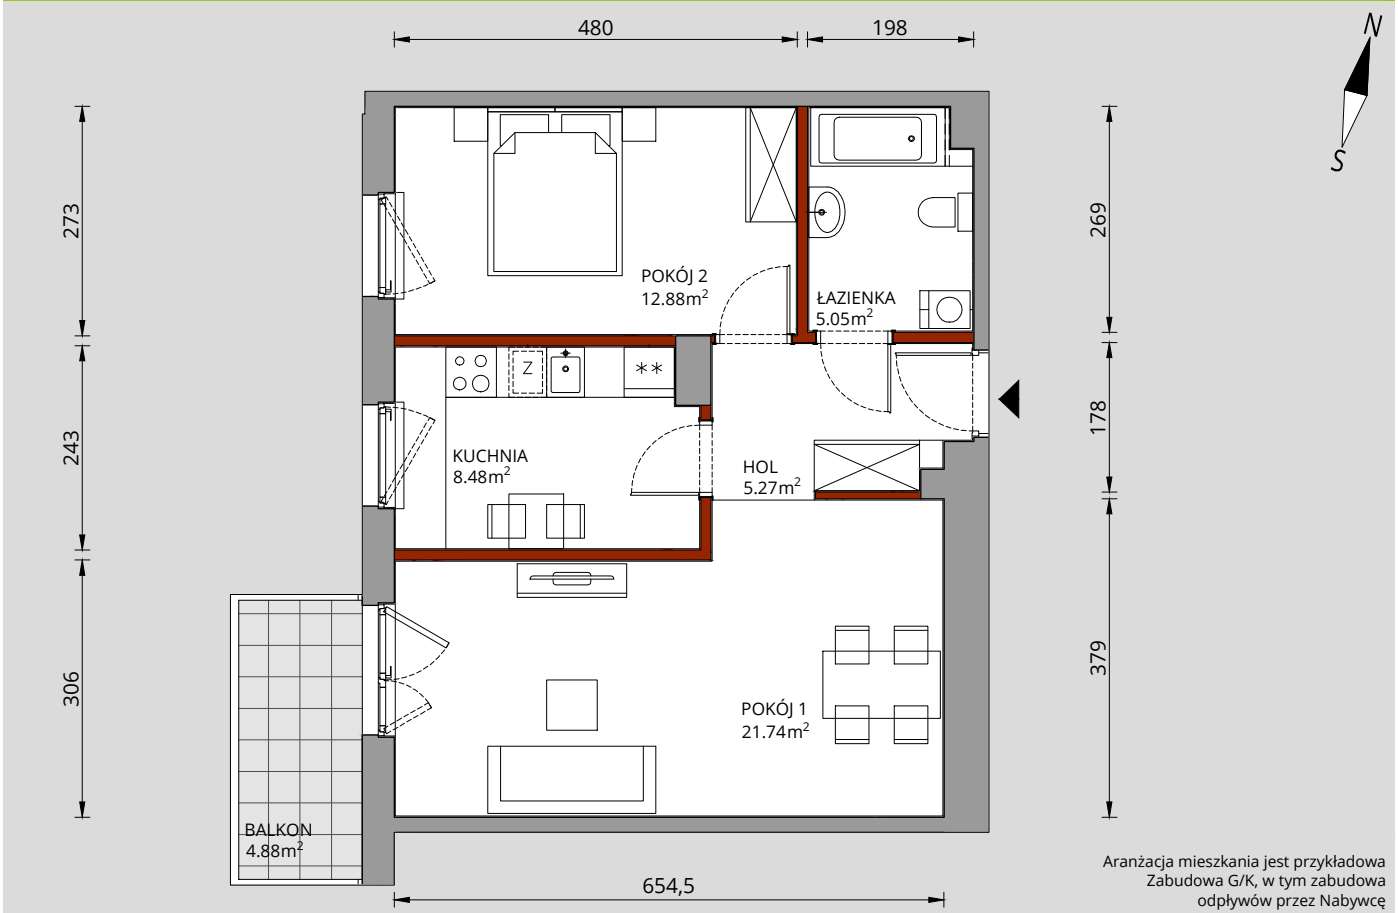 480
198
N
S
273
269
POKÓJ 2
12.88m²
ŁAZIENKA
5.05m²
Z
**
243
178
KUCHNIA
8.48m²
HOL
5.27m²
306
379
POKÓJ 1
21.74m²
BALKON
4.88m²
654,5
Aranżacja mieszkania jest przykładowa
Zabudowa G/K, w tym zabudowa
odpływów przez Nabywcę